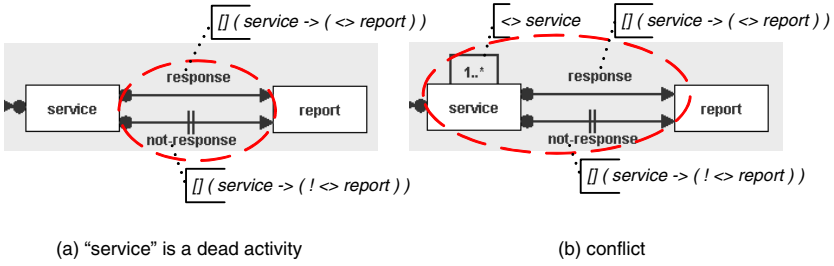 [] ( service -> ( <> report ) )
<> service
[] ( service -> ( <> report ) )
response
1..*
response
service
report
service
report
not-response
not-response
[] ( service -> ( ! <> report ) )
[] ( service -> ( ! <> report ) )
(a) “service” is a dead activity
(b) conflict